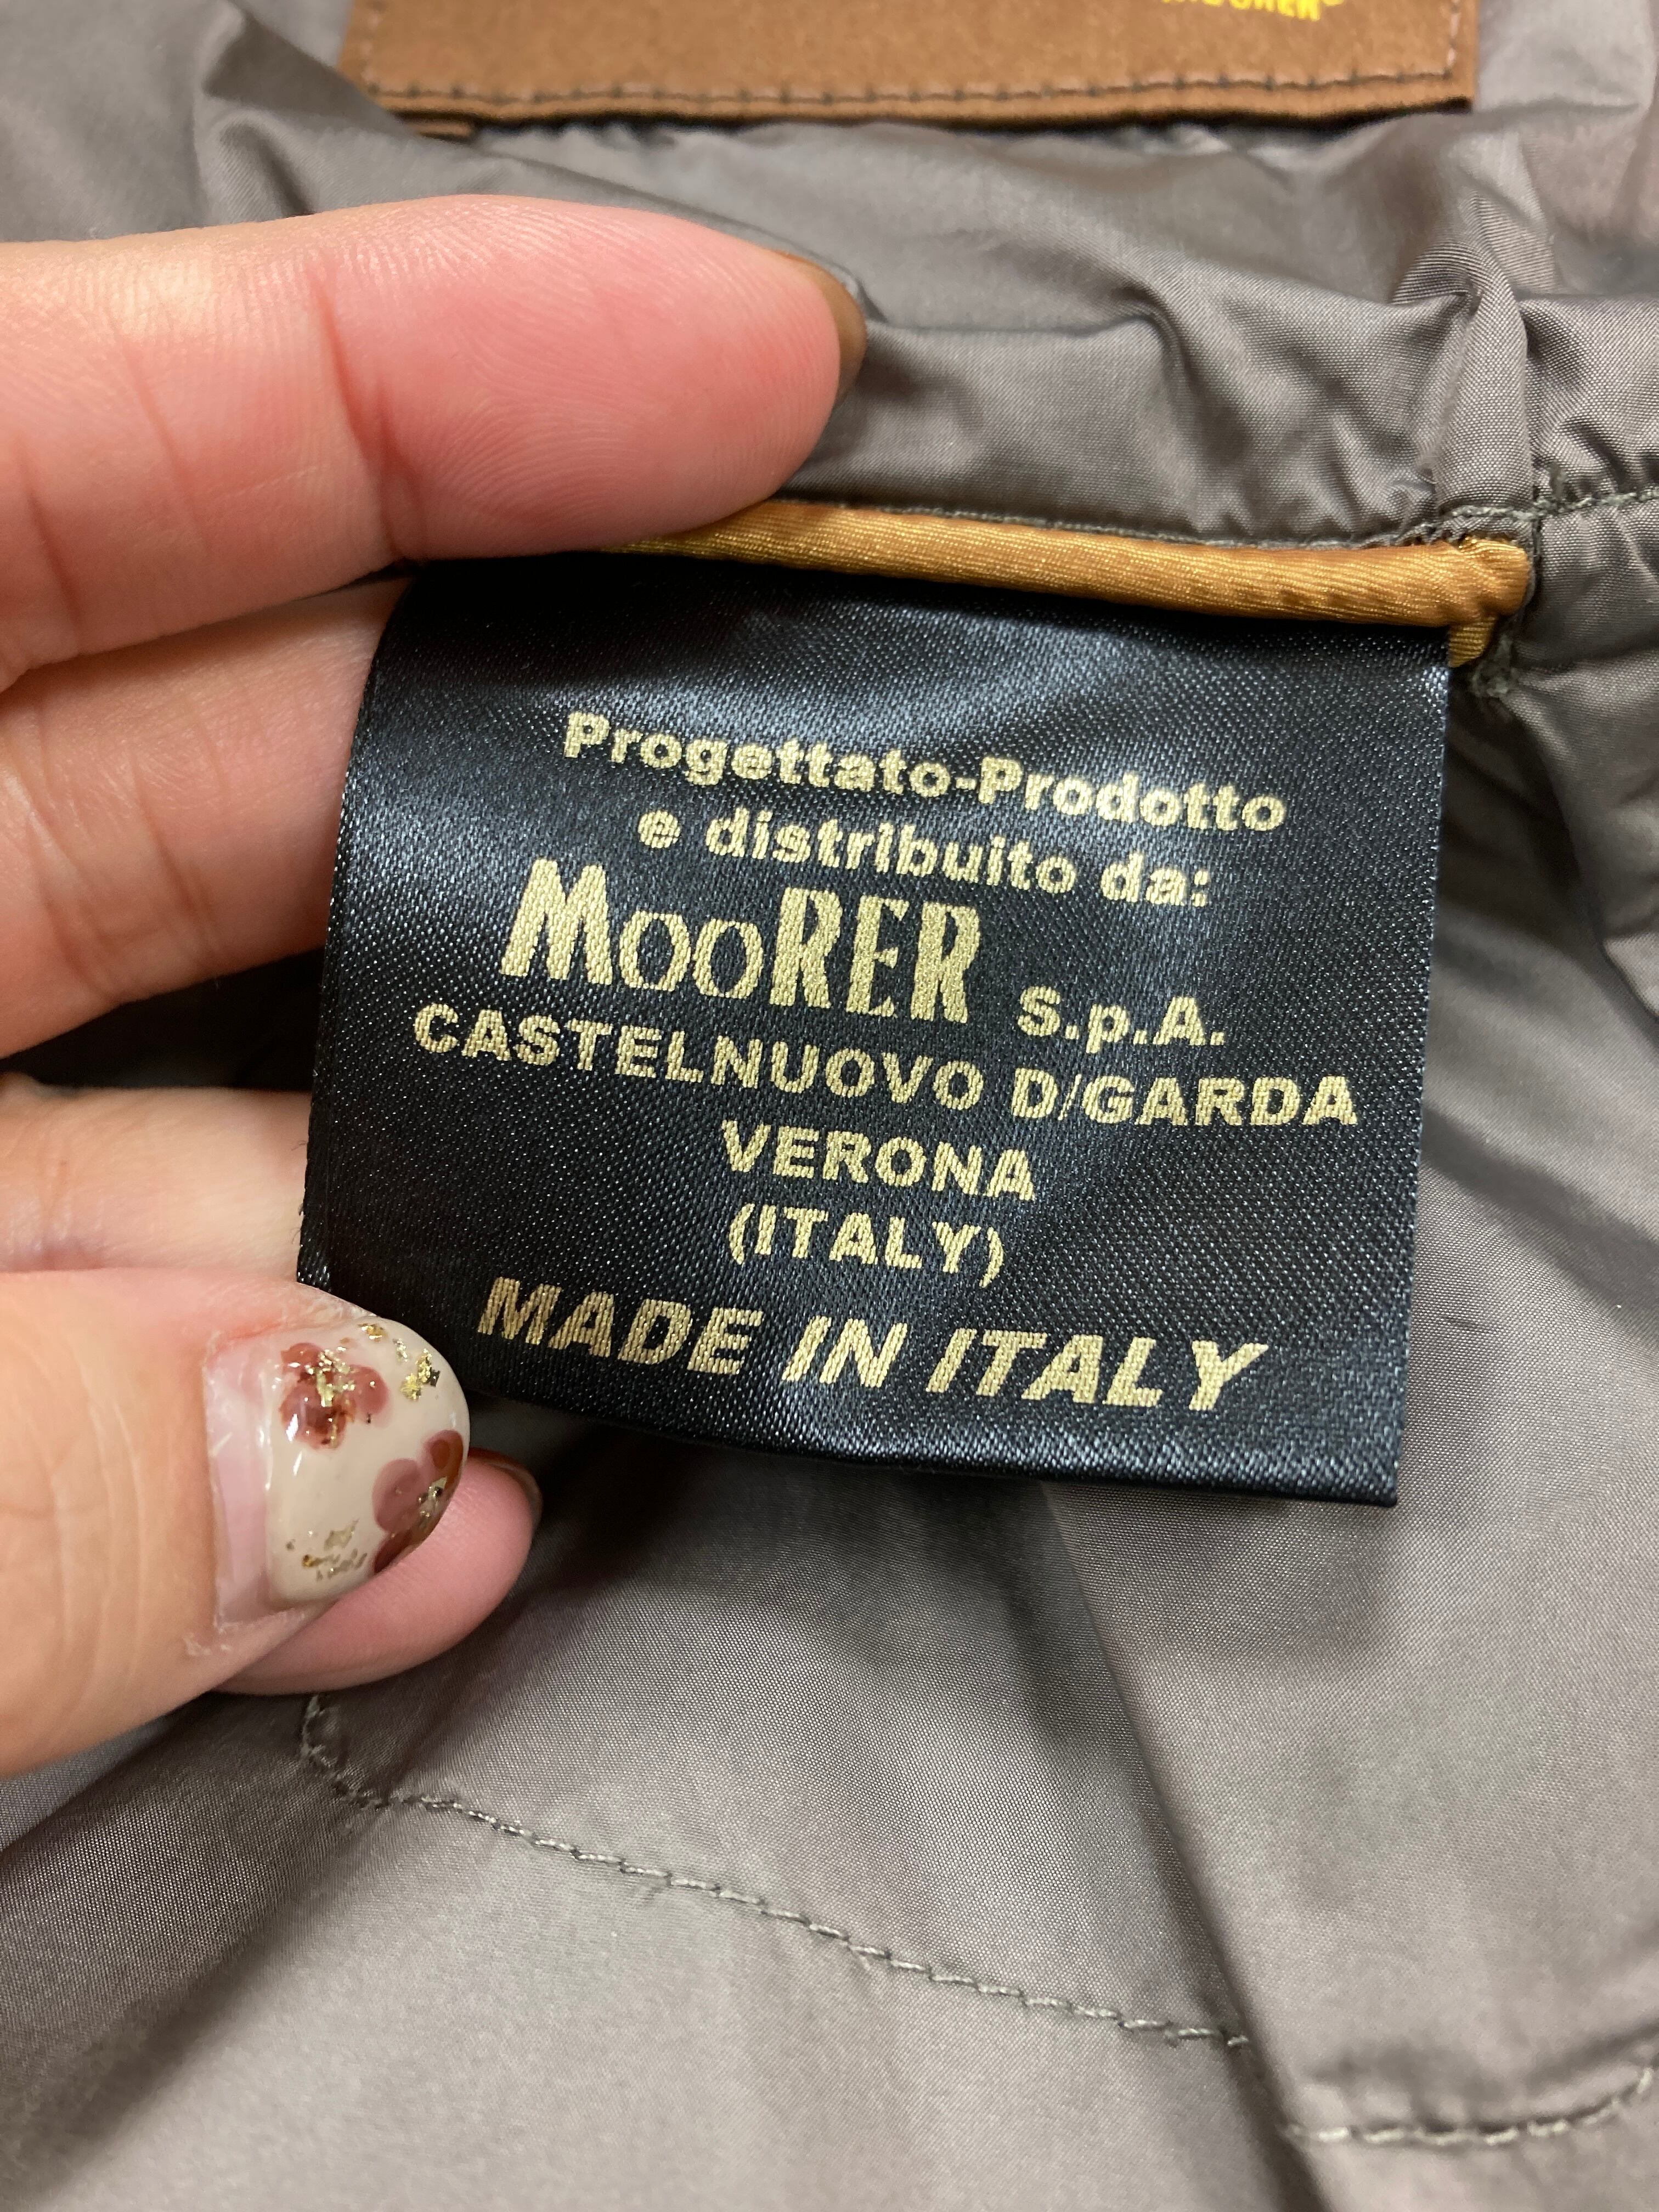 Progettato-Prodotto
e distribuito da:
MOORER s.p.A.
CASTELNUOVO D/GARDA
VERONA
(ITALY)
MADE IN ITALY